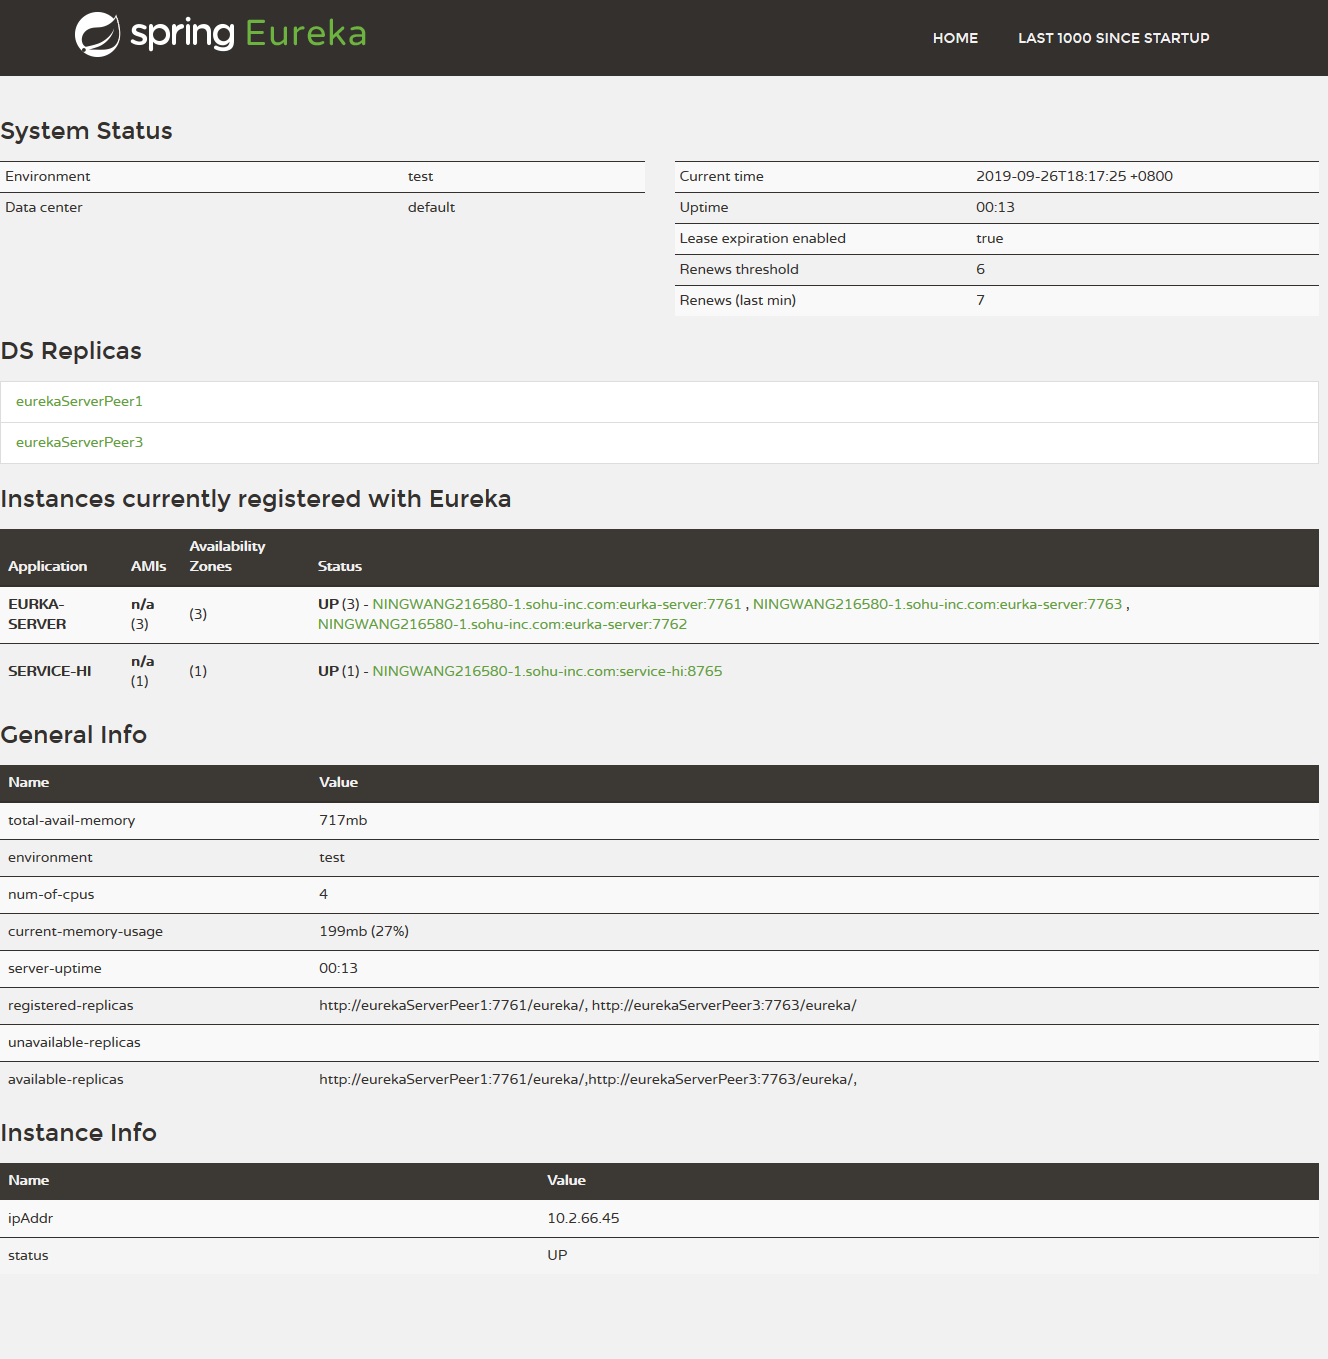 spring Eureka
HOME LAST 1000 SINCE STARTUP
System Status
Environment test
Data center default
Current time 2019-09-26T18:17:25 +0800
Uptime 00:13
Lease expiration enabled true
Renews threshold 6
Renews (last min) 7
DS Replicas
eurekaServerPeer1
eurekaServerPeer3
Instances currently registered with Eureka
Application AMIs Availability Zones Status
EURKA-SERVER n/a (3) (3) UP (3) - NINGWANG216580-1.sohu-inc.com:eurka-server:7761 , NINGWANG216580-1.sohu-inc.com:eurka-server:7763 ,
NINGWANG216580-1.sohu-inc.com:eurka-server:7762
SERVICE-HI n/a (1) (1) UP (1) - NINGWANG216580-1.sohu-inc.com:service-hi:8765
General Info
Name Value
total-avail-memory 717mb
environment test
num-of-cpus 4
current-memory-usage 199mb (27%)
server-uptime 00:13
registered-replicas http://eurekaServerPeer1:7761/eureka/, http://eurekaServerPeer3:7763/eureka/
unavailable-replicas
available-replicas http://eurekaServerPeer1:7761/eureka/,http://eurekaServerPeer3:7763/eureka/,
Instance Info
Name Value
ipAddr 10.2.66.45
status UP